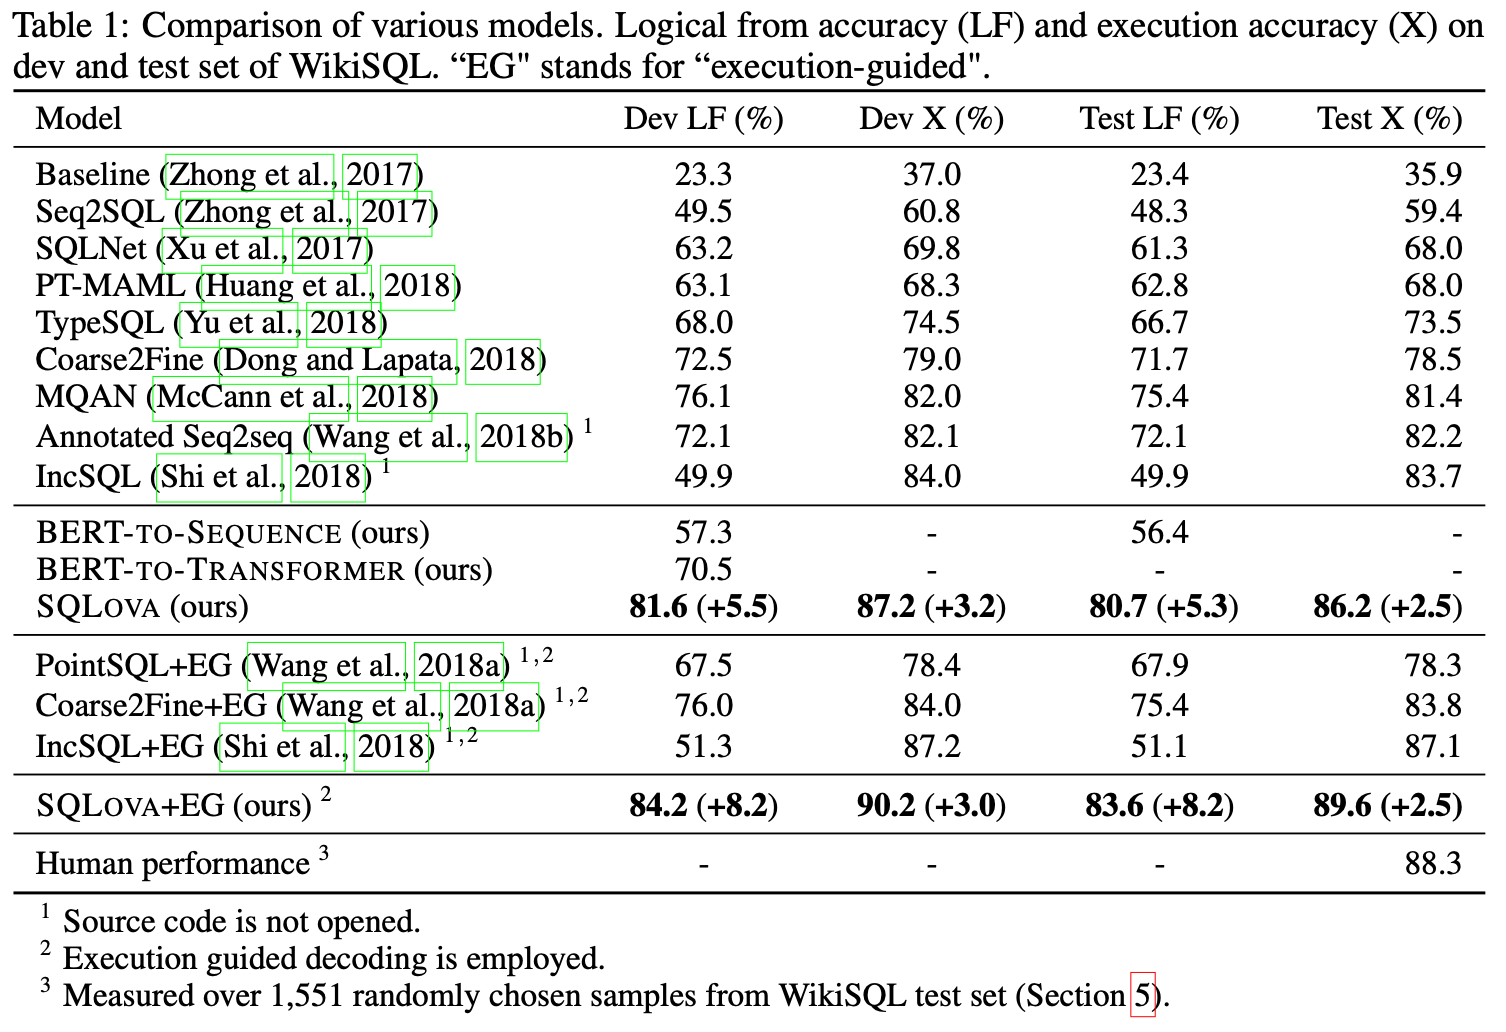 Table 1: Comparison of various models. Logical from accuracy (LF) and execution accuracy (X) on
dev and test set of WikiSQL. “EG" stands for “execution-guided".
Model Dev LF (%) Dev X (%) Test LF (%) Test X (%)
Baseline (Zhong et al., 2017) 23.3 37.0 23.4 35.9
Seq2SQL (Zhong et al., 2017) 49.5 60.8 48.3 59.4
SQLNet (Xu et al., 2017) 63.2 69.8 61.3 68.0
PT-MAML (Huang et al., 2018) 63.1 68.3 62.8 68.0
TypeSQL (Yu et al., 2018) 68.0 74.5 66.7 73.5
Coarse2Fine (Dong and Lapata, 2018) 72.5 79.0 71.7 78.5
MQAN (McCann et al., 2018) 76.1 82.0 75.4 81.4
Annotated Seq2seq (Wang et al., 2018b) 1 72.1 82.1 72.1 82.2
IncSQL (Shi et al., 2018) 1 49.9 84.0 49.9 83.7
BERT-TO-SEQUENCE (ours) 57.3 - 56.4 -
BERT-TO-TRANSFORMER (ours) 70.5 - - -
SQLOVA (ours) 81.6 (+5.5) 87.2 (+3.2) 80.7 (+5.3) 86.2 (+2.5)
PointSQL+EG (Wang et al., 2018a) 1,2 67.5 78.4 67.9 78.3
Coarse2Fine+EG (Wang et al., 2018a) 1,2 76.0 84.0 75.4 83.8
IncSQL+EG (Shi et al., 2018) 1,2 51.3 87.2 51.1 87.1
SQLOVA+EG (ours) 2 84.2 (+8.2) 90.2 (+3.0) 83.6 (+8.2) 89.6 (+2.5)
Human performance 3 - - - 88.3
1 Source code is not opened.
2 Execution guided decoding is employed.
3 Measured over 1,551 randomly chosen samples from WikiSQL test set (Section 5).